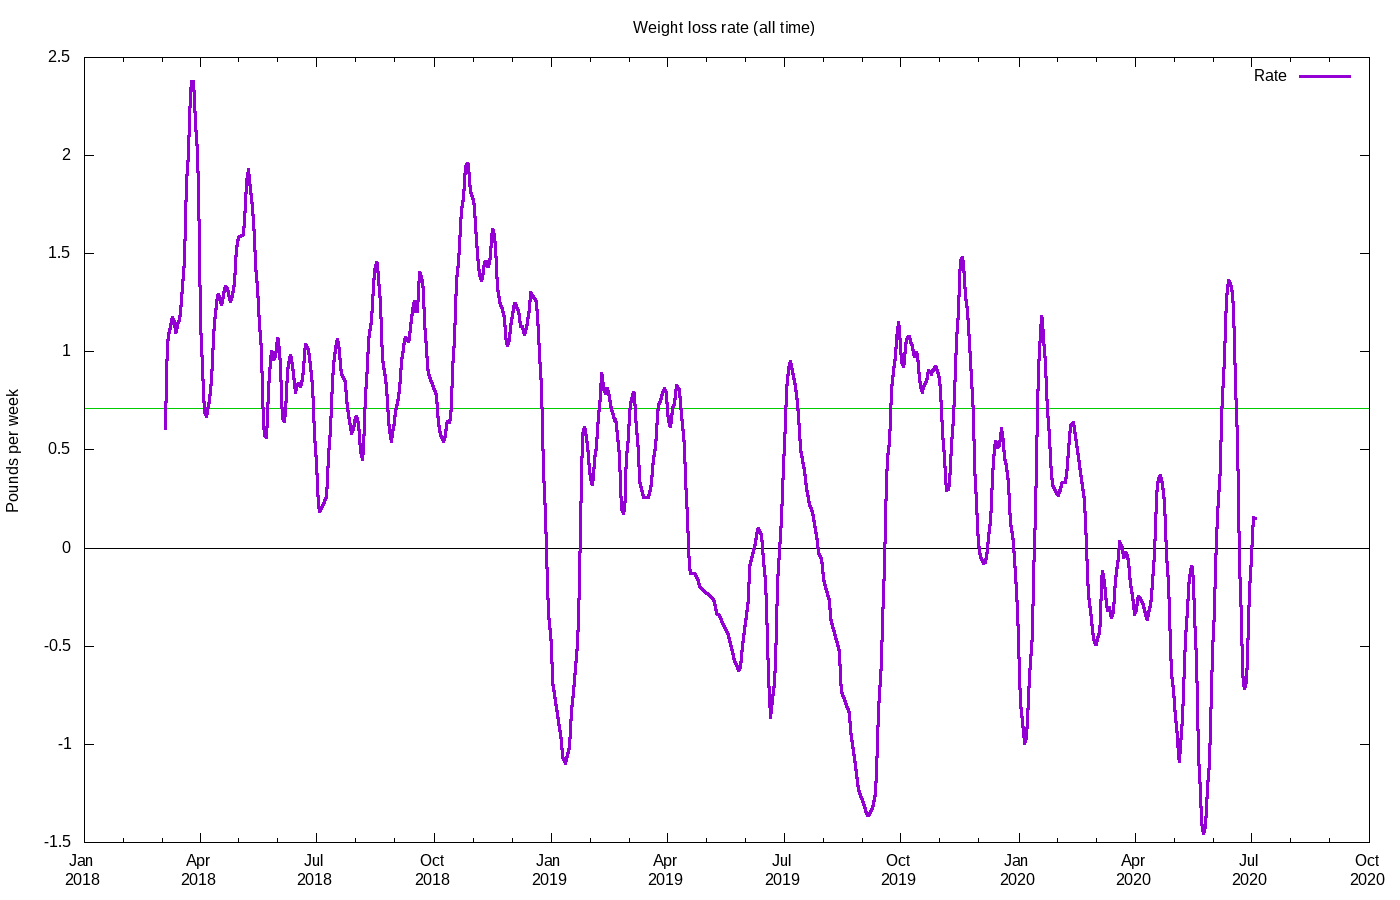 Weight loss rate (all time)
Rate
Pounds per week
2.5
2
1.5
1
0.5
0
-0.5
-1
-1.5
Jan Apr Jul Oct Jan Apr Jul Oct Jan Apr Jul Oct
2018 2018 2018 2018 2019 2019 2019 2019 2020 2020 2020 2020